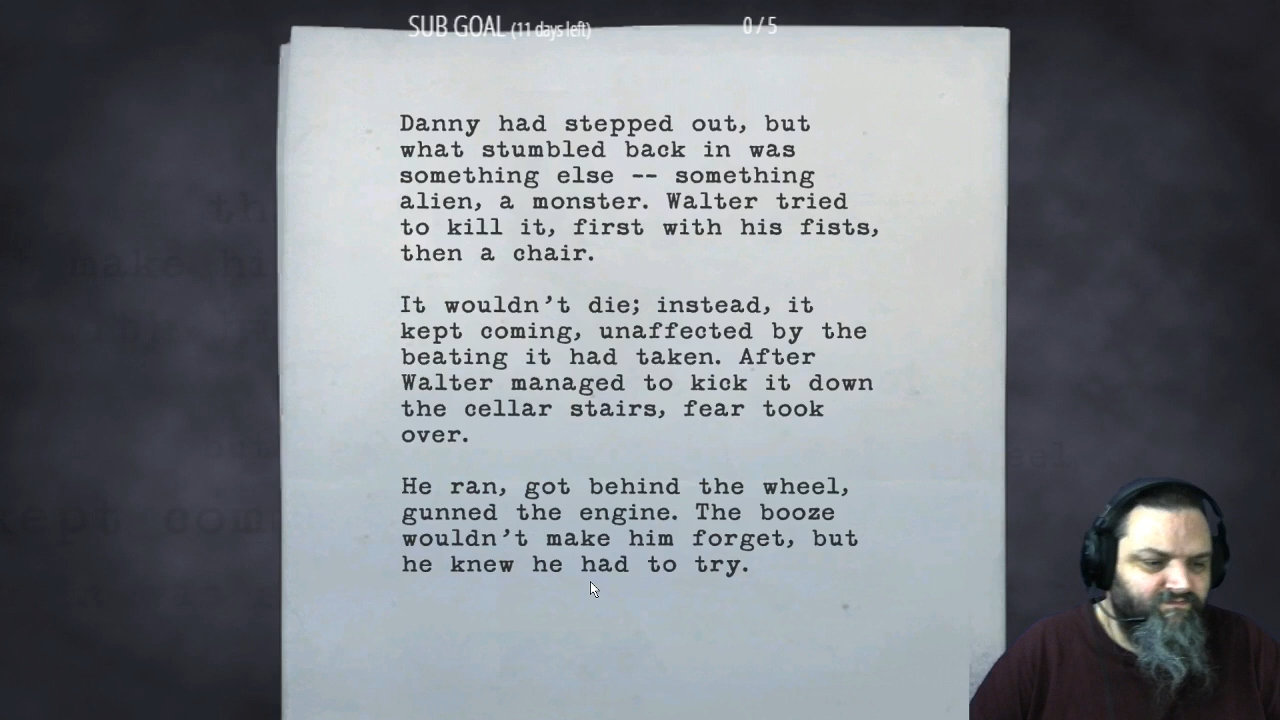 SUB GOAL (11 days left) 0 / 5
Danny had stepped out, but
what stumbled back in was
something else -- something
alien, a monster. Walter tried
to kill it, first with his fists,
then a chair.
It wouldn't die; instead, it
kept coming, unaffected by the
beating it had taken. After
Walter managed to kick it down
the cellar stairs, fear took
over.
He ran, got behind the wheel,
gunned the engine. The booze
wouldn't make him forget, but
he knew he had to try.